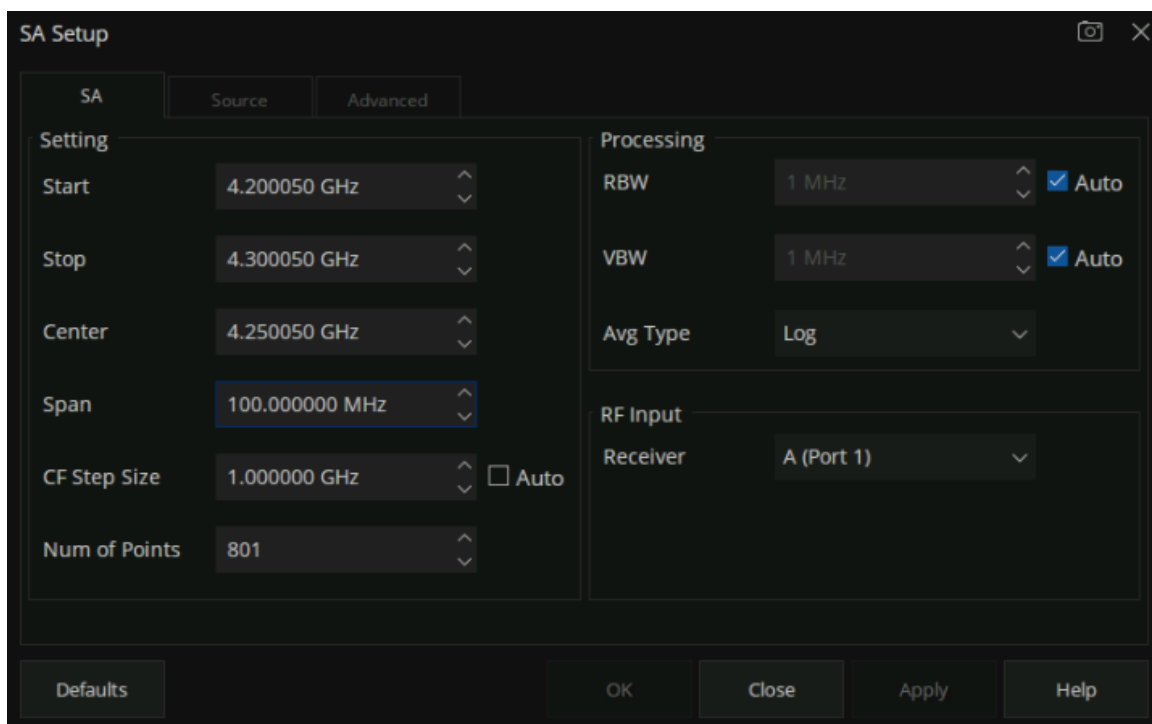 SA Setup
SA
Source
Advanced
Setting
Start
4.200050 GHz
Stop
4.300050 GHz
Center
4.250050 GHz
Span
100.000000 MHz
CF Step Size
1.000000 GHz
Auto
Num of Points
801
Processing
RBW
1 MHz
Auto
VBW
1 MHz
Auto
Avg Type
Log
RF Input
Receiver
A (Port 1)
Defaults
OK
Close
Apply
Help